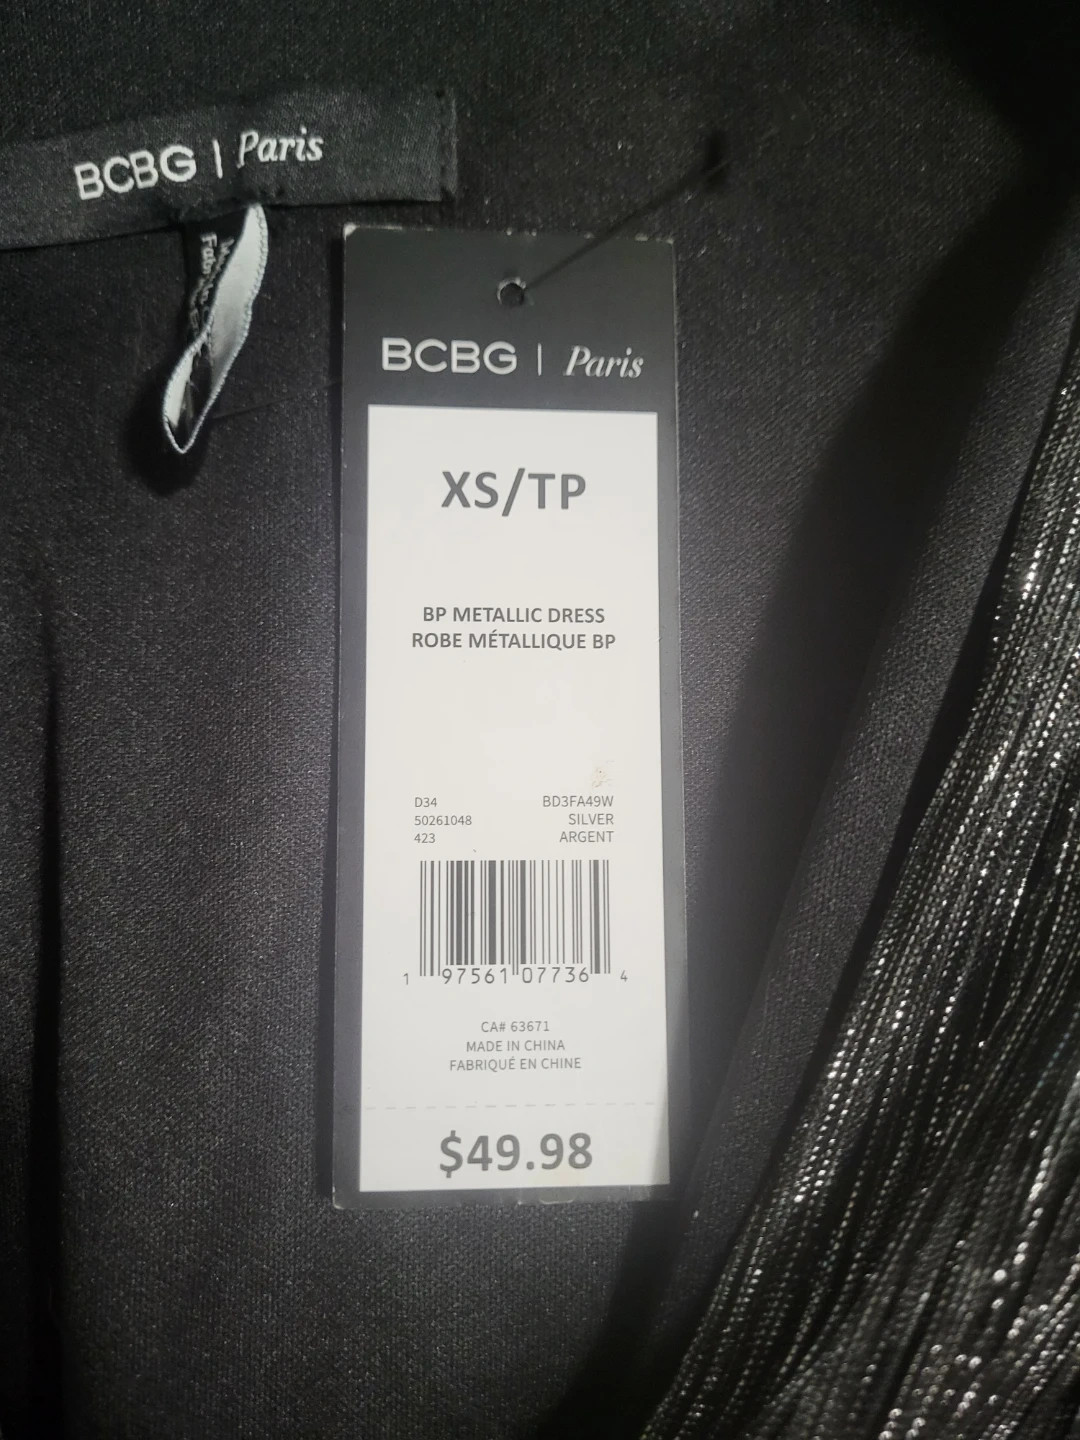 BCBG | Paris
BCBG | Paris
XS/TP
BP METALLIC DRESS
ROBE MÉTALLIQUE BP
D34
50261048
423
BD3FA49W
SILVER
ARGENT
1 97561 07736 4
CA# 63671
MADE IN CHINA
FABRIQUÉ EN CHINE
$49.98